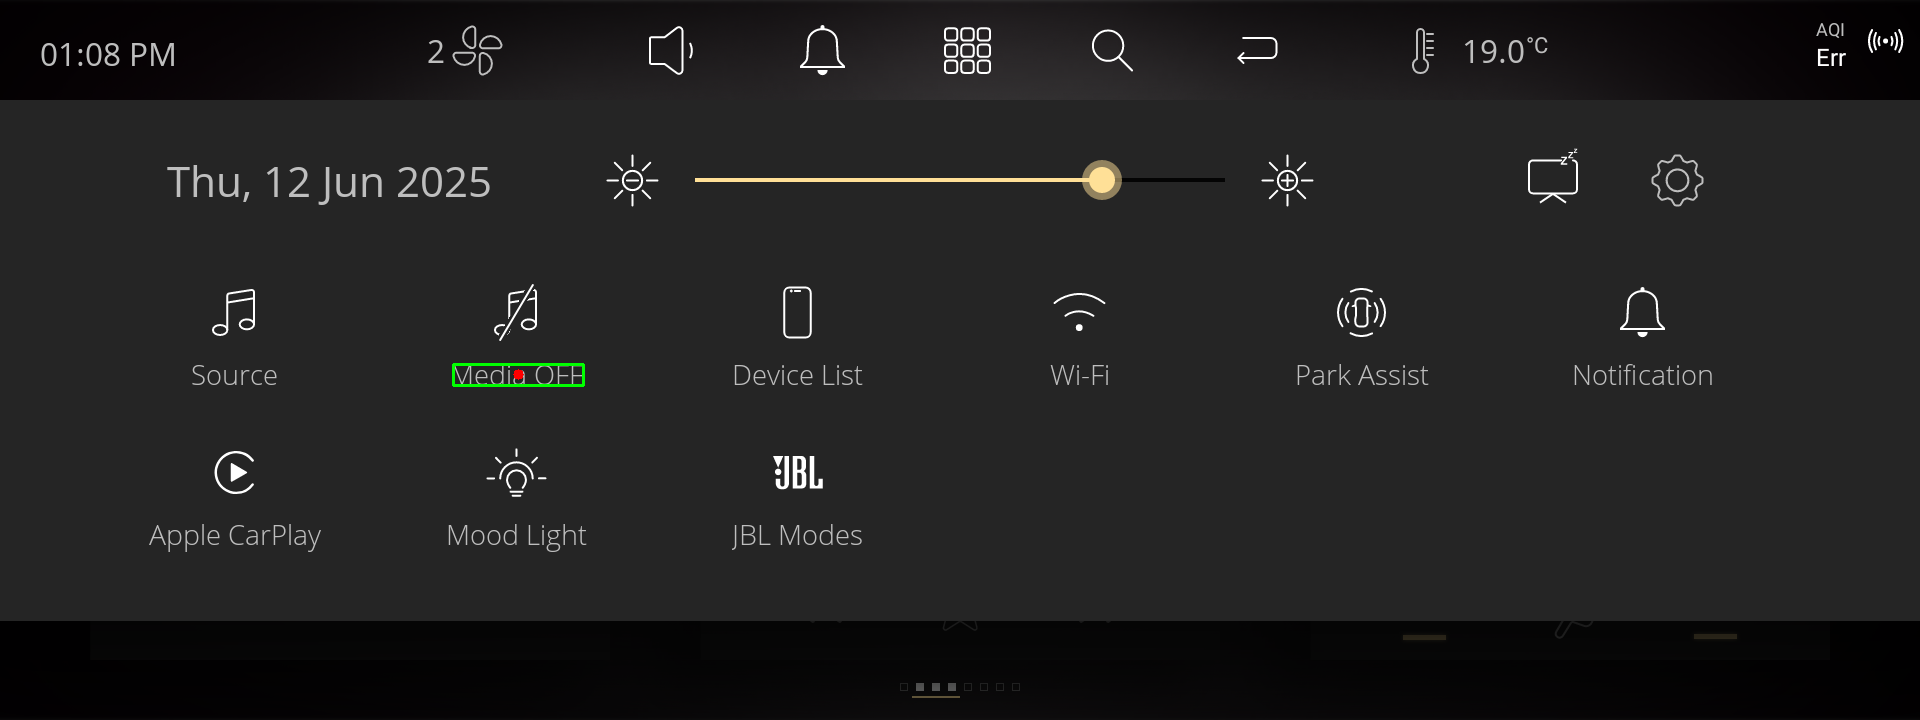 01:08 PM
2
19.0°C
AQI
Err
Thu, 12 Jun 2025
zzz
Source
Media OFF
Device List
Wi-Fi
Park Assist
Notification
JBL
Apple CarPlay
Mood Light
JBL Modes